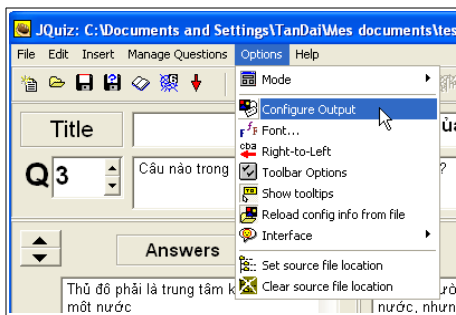 JQuiz: C:\Documents and Settings\TanDai\Mes documents\tes
File Edit Insert Manage Questions Options Help
Mode
Configure Output
Title
Font...
Right-to-Left
Q 3 Câu nào trong ?
Toolbar Options
Show tooltips
Reload config info from file
Interface
Answers
Set source file location
Thủ đô phải là trung tâm k
Clear source file location
một nước
nước, nhưn